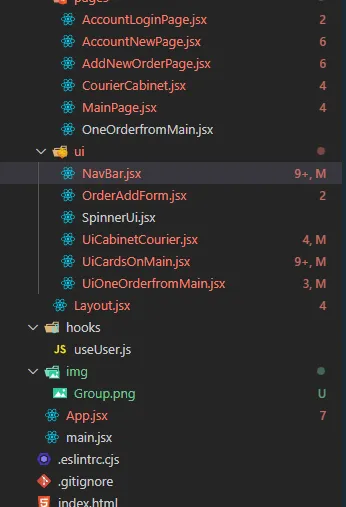 pages
AccountLoginPage.jsx 2
AccountNewPage.jsx 6
AddNewOrderPage.jsx 6
CourierCabinet.jsx 4
MainPage.jsx 4
OneOrderfromMain.jsx
ui
NavBar.jsx 9+, M
OrderAddForm.jsx 2
SpinnerUi.jsx
UiCabinetCourier.jsx 4, M
UiCardsOnMain.jsx 9+, M
UiOneOrderfromMain.jsx 3, M
Layout.jsx 4
hooks
JS useUser.js
img
Group.png U
App.jsx 7
main.jsx
.eslintrc.cjs
.gitignore
index.html